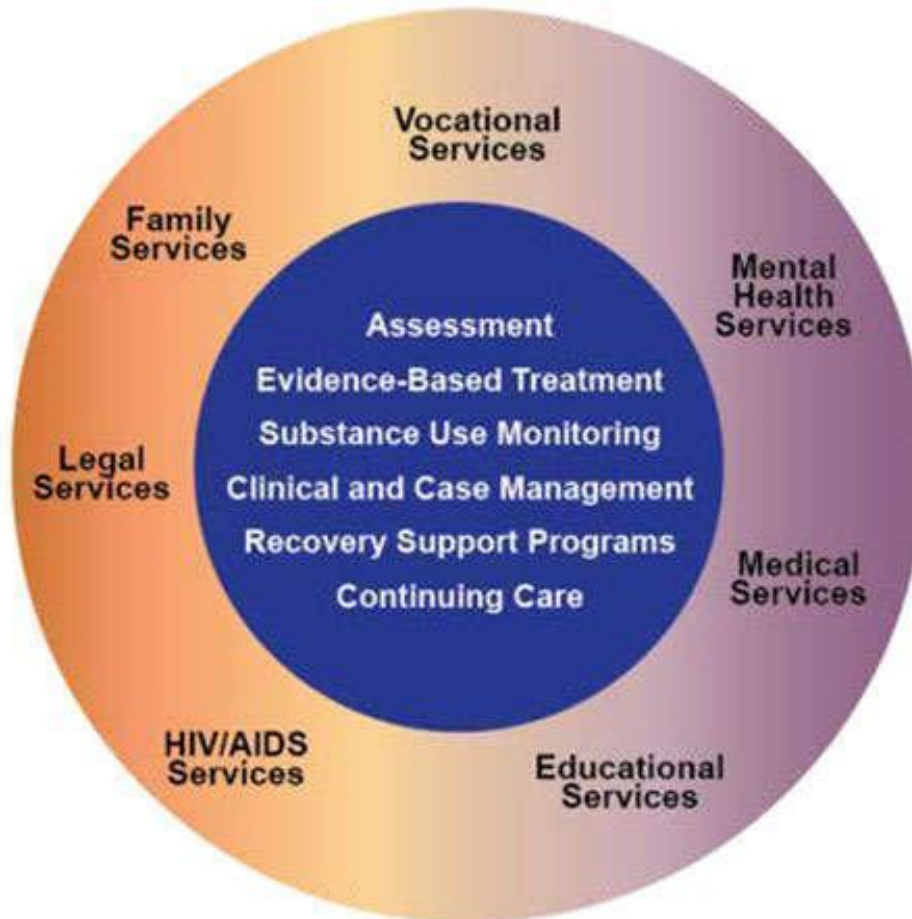 Vocational
Services
Family
Services
Mental
Health
Services
Assessment
Evidence-Based Treatment
Substance Use Monitoring
Clinical and Case Management
Recovery Support Programs
Continuing Care
Legal
Services
Medical
Services
HIV/AIDS
Services
Educational
Services